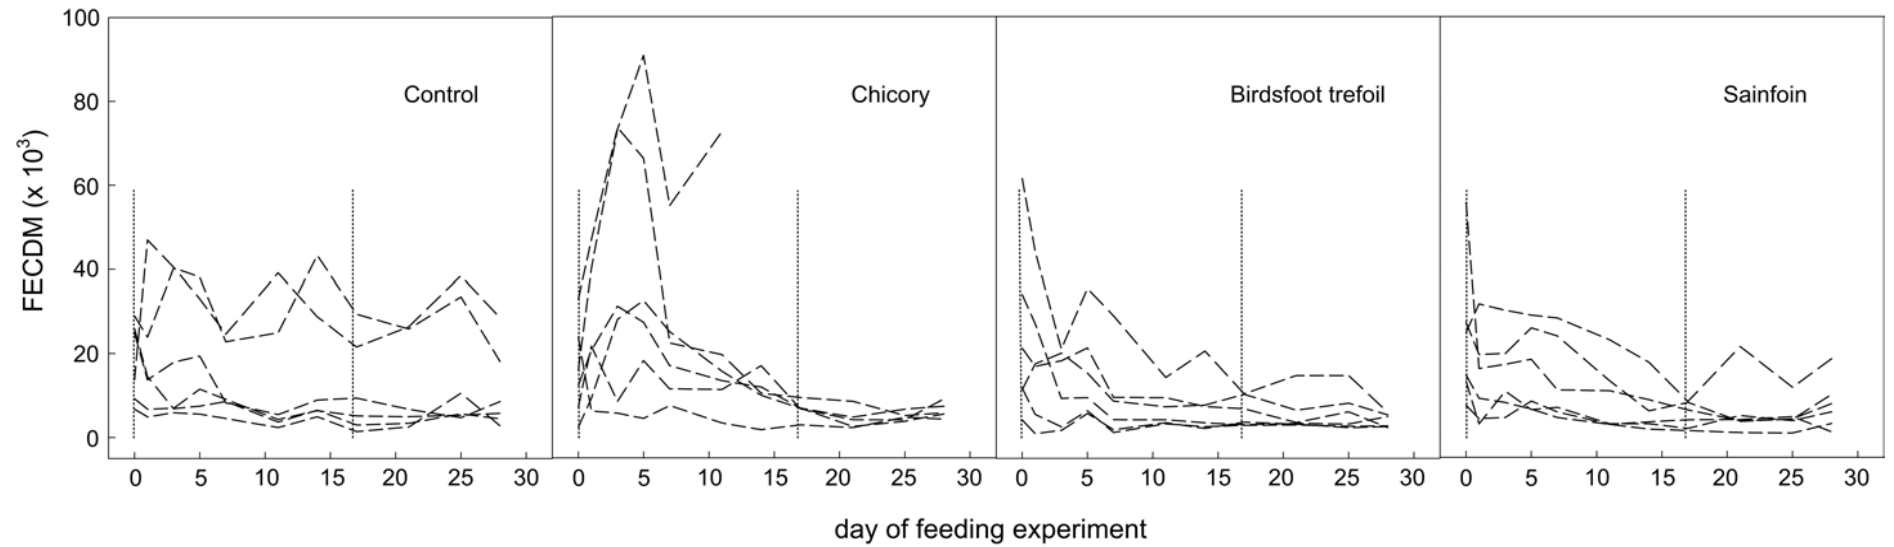 100
80
60
40
20
0
FECDM (x 10³)
Control
Chicory
Birdsfoot trefoil
Sainfoin
0 5 10 15 20 25 30
0 5 10 15 20 25 30
0 5 10 15 20 25 30
0 5 10 15 20 25 30
day of feeding experiment